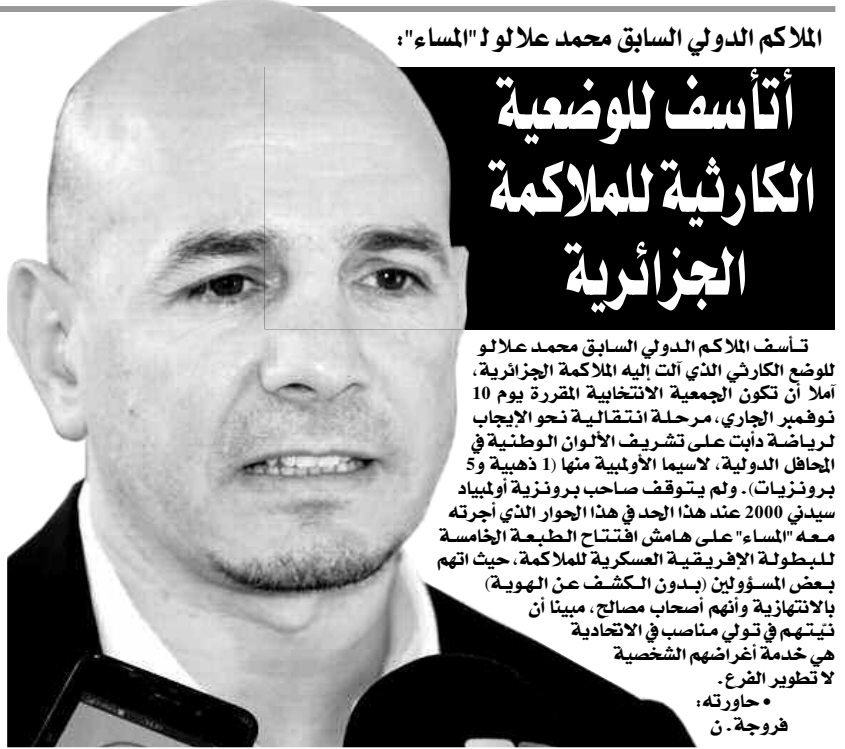 الملاكم الدولي السابق محمد علالو لـ "المساء":
أتأسف للوضعية
الكارثية للملاكمة
الجزائرية
تأسف الملاكم الدولي السابق محمد علالو
للوضع الكارثي الذي آلت إليه الملاكمة الجزائرية،
آملا أن تكون الجمعية الانتخابية المقررة يوم 10
نوفمبر الجاري، مرحلة انتقالية نحو الإيجاب
لرياضة دأبت على تشريف الألوان الوطنية في
المحافل الدولية، لاسيما الأولمبية منها (1 ذهبية و5
برونزيات). ولم يتوقف صاحب برونزية أولمبياد
سيدني 2000 عند هذا الحد في هذا الحوار الذي أجرته
معه "المساء" على هامش افتتاح الطبعة الخامسة
للبطولة الإفريقية العسكرية للملاكمة، حيث اتهم
بعض المسؤولين (بدون الكشف عن الهوية)
بالانتهازية وأنهم أصحاب مصالح، مبينا أن
نيّتهم في تولي مناصب في الاتحادية
هي خدمة أغراضهم الشخصية
لا تطوير الفرع.
• حاورته:
فروجة. ن